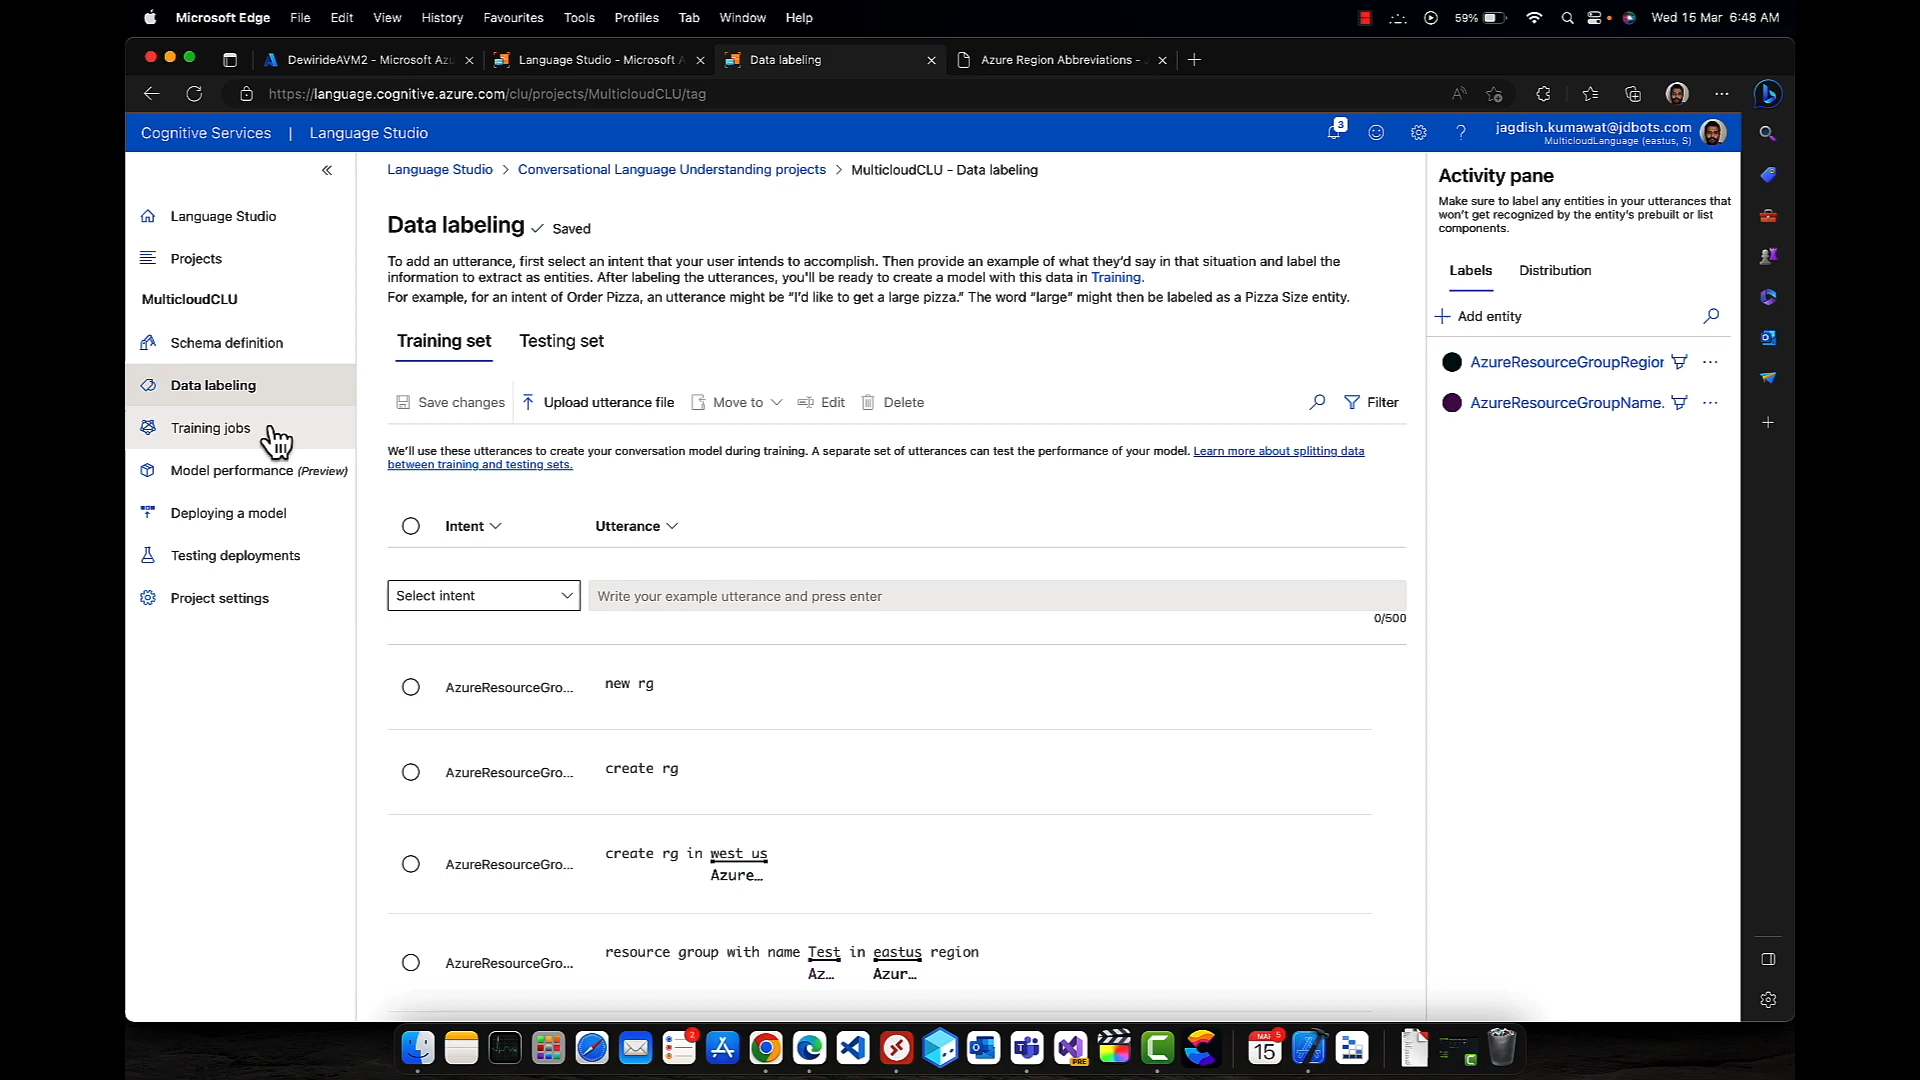 Microsoft Edge File Edit View History Favourites Tools Profiles Tab Window Help 59% Wed 15 Mar 6:48 AM
DewirideAVM2 - Microsoft Azu Language Studio - Microsoft A Data labeling Azure Region Abbreviations -
https://language.cognitive.azure.com/clu/projects/MulticloudCLU/tag
Cognitive Services | Language Studio 3 jagdish.kumawat@jdbots.com
MulticloudLanguage (eastus, S)
Language Studio > Conversational Language Understanding projects > MulticloudCLU - Data labeling
Language Studio
Projects
MulticloudCLU
Schema definition
Data labeling
Training jobs
Model performance (Preview)
Deploying a model
Testing deployments
Project settings
Data labeling Saved
To add an utterance, first select an intent that your user intends to accomplish. Then provide an example of what they'd say in that situation and label the
information to extract as entities. After labeling the utterances, you'll be ready to create a model with this data in Training.
For example, for an intent of Order Pizza, an utterance might be “I'd like to get a large pizza.” The word “large” might then be labeled as a Pizza Size entity.
Training set Testing set
Save changes Upload utterance file Move to Edit Delete Filter
We'll use these utterances to create your conversation model during training. A separate set of utterances can test the performance of your model. Learn more about splitting data
between training and testing sets.
Intent Utterance
Select intent Write your example utterance and press enter
0/500
AzureResourceGro... new rg
AzureResourceGro... create rg
AzureResourceGro... create rg in west us
Azure...
AzureResourceGro... resource group with name Test in eastus region
Az... Azur...
Activity pane
Make sure to label any entities in your utterances that
won't get recognized by the entity's prebuilt or list
components.
Labels Distribution
Add entity
AzureResourceGroupRegion
AzureResourceGroupName.
2 PRE 15 5